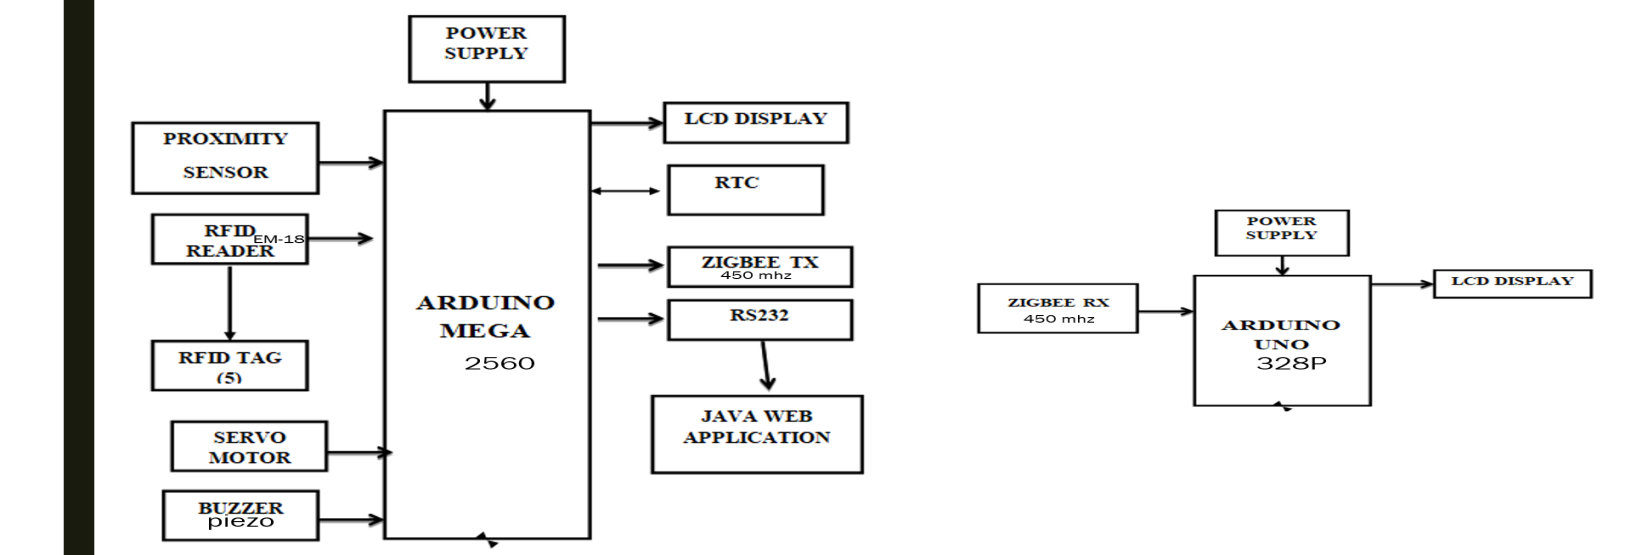 POWER
SUPPLY
PROXIMITY
SENSOR
RFID
READER
EM-18
RFID TAG
(5)
SERVO
MOTOR
BUZZER
piezo
ARDUINO
MEGA
2560
LCD DISPLAY
RTC
ZIGBEE TX
450 mhz
RS232
JAVA WEB
APPLICATION
POWER
SUPPLY
ZIGBEE RX
450 mhz
ARDUINO
UNO
328P
LCD DISPLAY